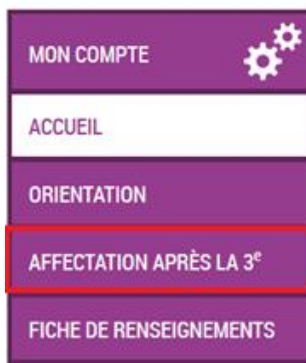 MON COMPTE
ACCUEIL
ORIENTATION
AFFECTATION APRÈS LA 3ᵉ
FICHE DE RENSEIGNEMENTS